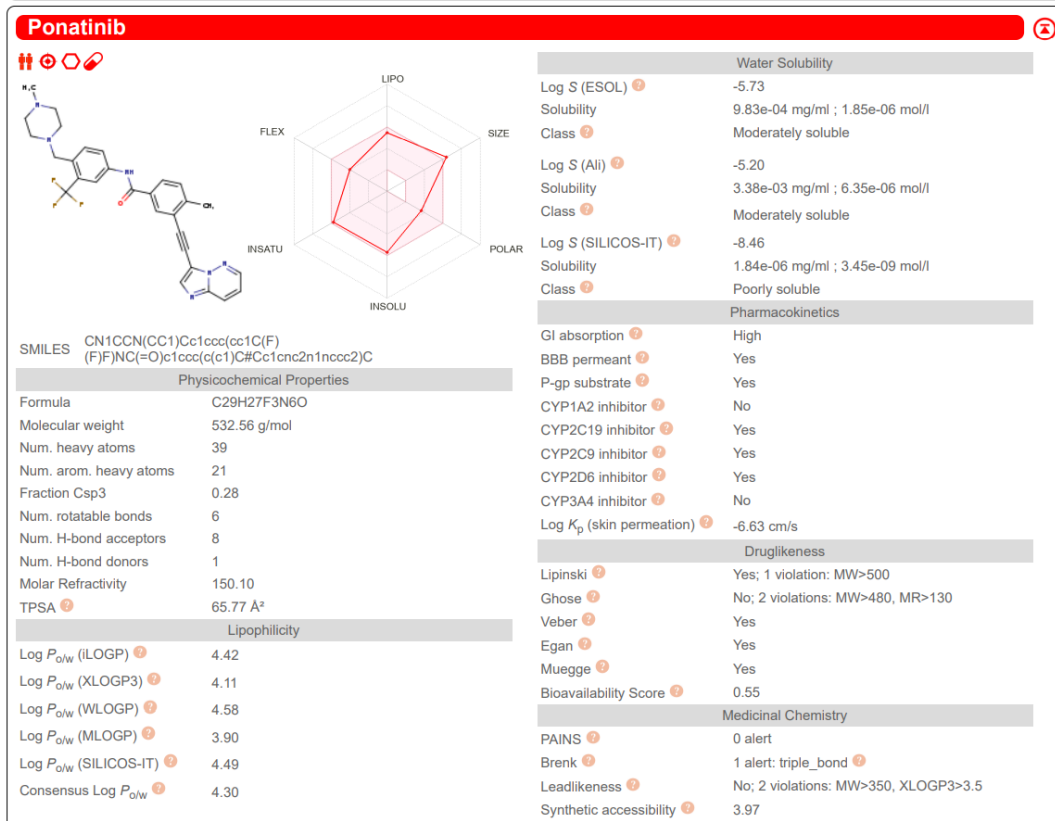 Ponatinib
H₃C
N
N
NH
F
F
F
O
CH₃
N
N
N
LIPO
FLEX
SIZE
INSATU
POLAR
INSOLU
SMILES CN1CCN(CC1)Cc1ccc(cc1C(F)
(F)F)NC(=O)c1ccc(c(c1)C#Cc1cnc2n1nccc2)C
Physicochemical Properties
Formula C29H27F3N6O
Molecular weight 532.56 g/mol
Num. heavy atoms 39
Num. arom. heavy atoms 21
Fraction Csp3 0.28
Num. rotatable bonds 6
Num. H-bond acceptors 8
Num. H-bond donors 1
Molar Refractivity 150.10
TPSA ? 65.77 Å²
Lipophilicity
Log Po/w (iLOGP) ? 4.42
Log Po/w (XLOGP3) ? 4.11
Log Po/w (WLOGP) ? 4.58
Log Po/w (MLOGP) ? 3.90
Log Po/w (SILICOS-IT) ? 4.49
Consensus Log Po/w ? 4.30
Water Solubility
Log S (ESOL) ? -5.73
Solubility 9.83e-04 mg/ml ; 1.85e-06 mol/l
Class ? Moderately soluble
Log S (Ali) ? -5.20
Solubility 3.38e-03 mg/ml ; 6.35e-06 mol/l
Class ? Moderately soluble
Log S (SILICOS-IT) ? -8.46
Solubility 1.84e-06 mg/ml ; 3.45e-09 mol/l
Class ? Poorly soluble
Pharmacokinetics
GI absorption ? High
BBB permeant ? Yes
P-gp substrate ? Yes
CYP1A2 inhibitor ? No
CYP2C19 inhibitor ? Yes
CYP2C9 inhibitor ? Yes
CYP2D6 inhibitor ? Yes
CYP3A4 inhibitor ? No
Log Kp (skin permeation) ? -6.63 cm/s
Druglikeness
Lipinski ? Yes; 1 violation: MW>500
Ghose ? No; 2 violations: MW>480, MR>130
Veber ? Yes
Egan ? Yes
Muegge ? Yes
Bioavailability Score ? 0.55
Medicinal Chemistry
PAINS ? 0 alert
Brenk ? 1 alert: triple_bond ?
Leadlikeness ? No; 2 violations: MW>350, XLOGP3>3.5
Synthetic accessibility ? 3.97